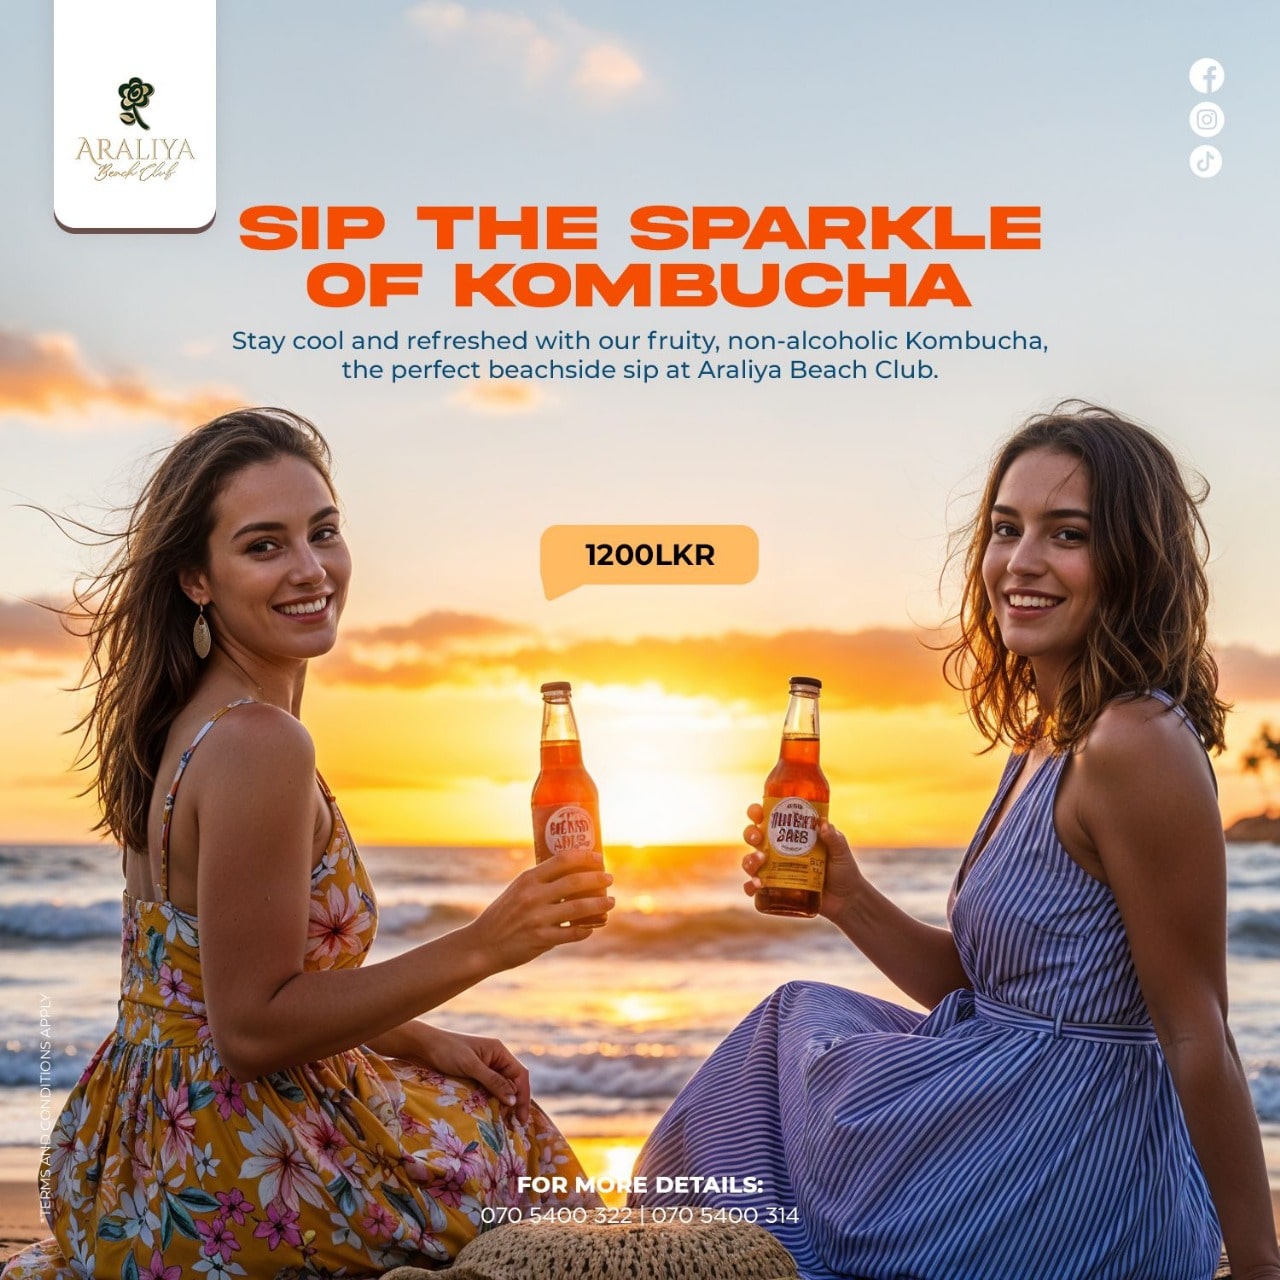 ARALIYA
Beach Club
SIP THE SPARKLE
OF KOMBUCHA
Stay cool and refreshed with our fruity, non-alcoholic Kombucha,
the perfect beachside sip at Araliya Beach Club.
1200LKR
*TERMS AND CONDITIONS APPLY
FOR MORE DETAILS:
070 5400 322 | 070 5400 314